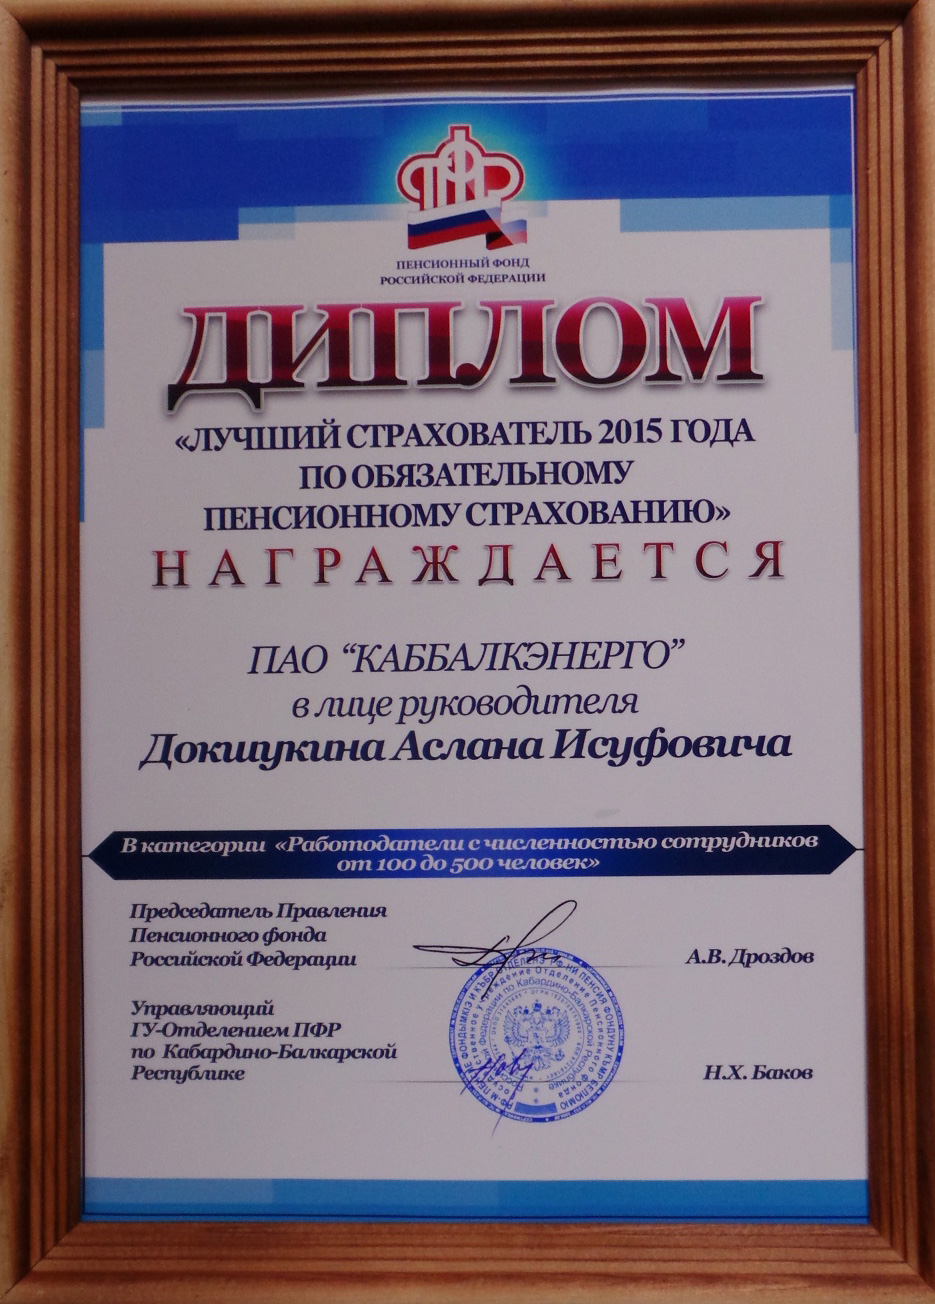 ПЕНСИОННЫЙ ФОНД
РОССИЙСКОЙ ФЕДЕРАЦИИ
ДИПЛОМ
«ЛУЧШИЙ СТРАХОВАТЕЛЬ 2015 ГОДА
ПО ОБЯЗАТЕЛЬНОМУ
ПЕНСИОННОМУ СТРАХОВАНИЮ»
НАГРАЖДАЕТСЯ
ПАО “КАББАЛКЭНЕРГО”
в лице руководителя
Докшукина Аслана Исуфовича
В категории «Работодатели с численностью сотрудников
от 100 до 500 человек»
Председатель Правления
Пенсионного фонда
Российской Федерации
А.В. Дроздов
Управляющий
ГУ-Отделением ПФР
по Кабардино-Балкарской
Республике
Н.Х. Баков